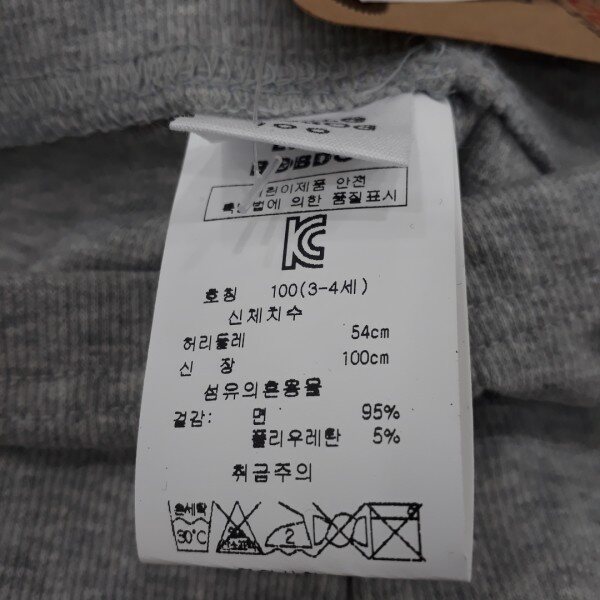 100
어린이제품 안전
특별법에 의한 품질표시
KC
호칭 100(3-4세)
신체치수
허리둘레 54cm
신 장 100cm
섬유의혼용율
겉감: 면 95%
폴리우레탄 5%
취급주의
손세탁
30℃
2